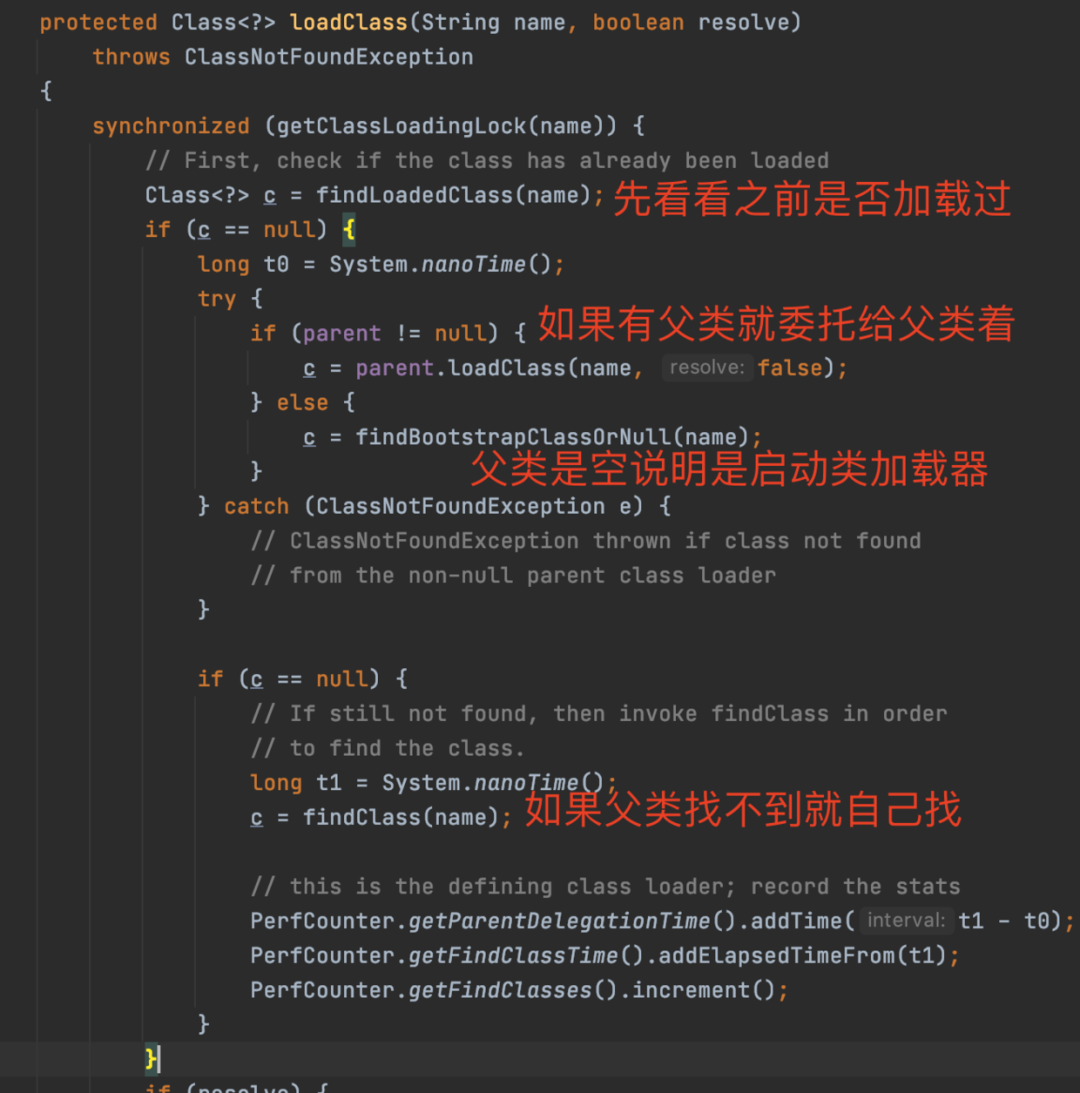 protected Class<?> loadClass(String name, boolean resolve)
throws ClassNotFoundException
{
synchronized (getClassLoadingLock(name)) {
// First, check if the class has already been loaded
Class<?> c = findLoadedClass(name); 先看看之前是否加载过
if (c == null) {
long t0 = System.nanoTime();
try {
if (parent != null) { 如果有父类就委托给父类着
c = parent.loadClass(name, resolve: false);
} else {
c = findBootstrapClassOrNull(name);
} 父类是空说明是启动类加载器
} catch (ClassNotFoundException e) {
// ClassNotFoundException thrown if class not found
// from the non-null parent class loader
}
if (c == null) {
// If still not found, then invoke findClass in order
// to find the class.
long t1 = System.nanoTime();
c = findClass(name); 如果父类找不到就自己找
// this is the defining class loader; record the stats
PerfCounter.getParentDelegationTime().addTime( interval: t1 - t0);
PerfCounter.getFindClassTime().addElapsedTimeFrom(t1);
PerfCounter.getFindClasses().increment();
}
}
if (resolve) {